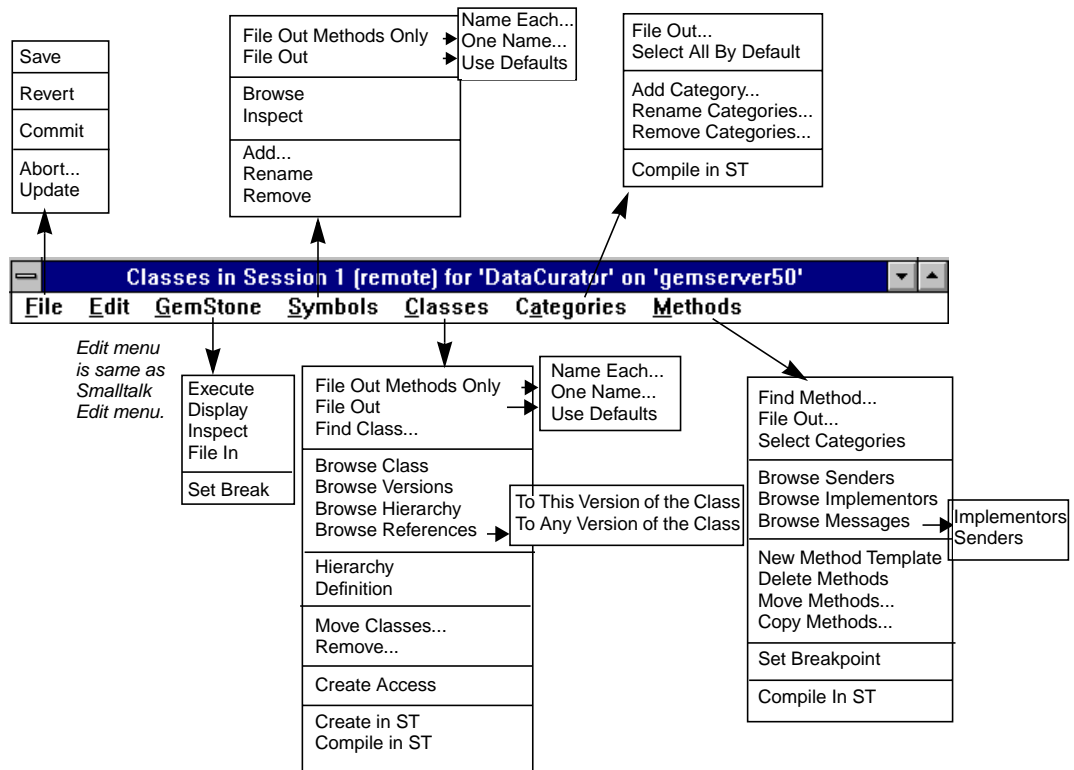 Save
Revert
Commit
Abort...
Update
File Out Methods Only
File Out
Browse
Inspect
Add...
Rename
Remove
Name Each...
One Name...
Use Defaults
File Out...
Select All By Default
Add Category...
Rename Categories...
Remove Categories...
Compile in ST
Classes in Session 1 (remote) for 'DataCurator' on 'gemserver50'
File Edit GemStone Symbols Classes Categories Methods
Edit menu
is same as
Smalltalk
Edit menu.
Execute
Display
Inspect
File In
Set Break
File Out Methods Only
File Out
Find Class...
Browse Class
Browse Versions
Browse Hierarchy
Browse References
Hierarchy
Definition
Move Classes...
Remove...
Create Access
Create in ST
Compile in ST
Name Each...
One Name...
Use Defaults
To This Version of the Class
To Any Version of the Class
Find Method...
File Out...
Select Categories
Browse Senders
Browse Implementors
Browse Messages
New Method Template
Delete Methods
Move Methods...
Copy Methods...
Set Breakpoint
Compile In ST
Implementors
Senders